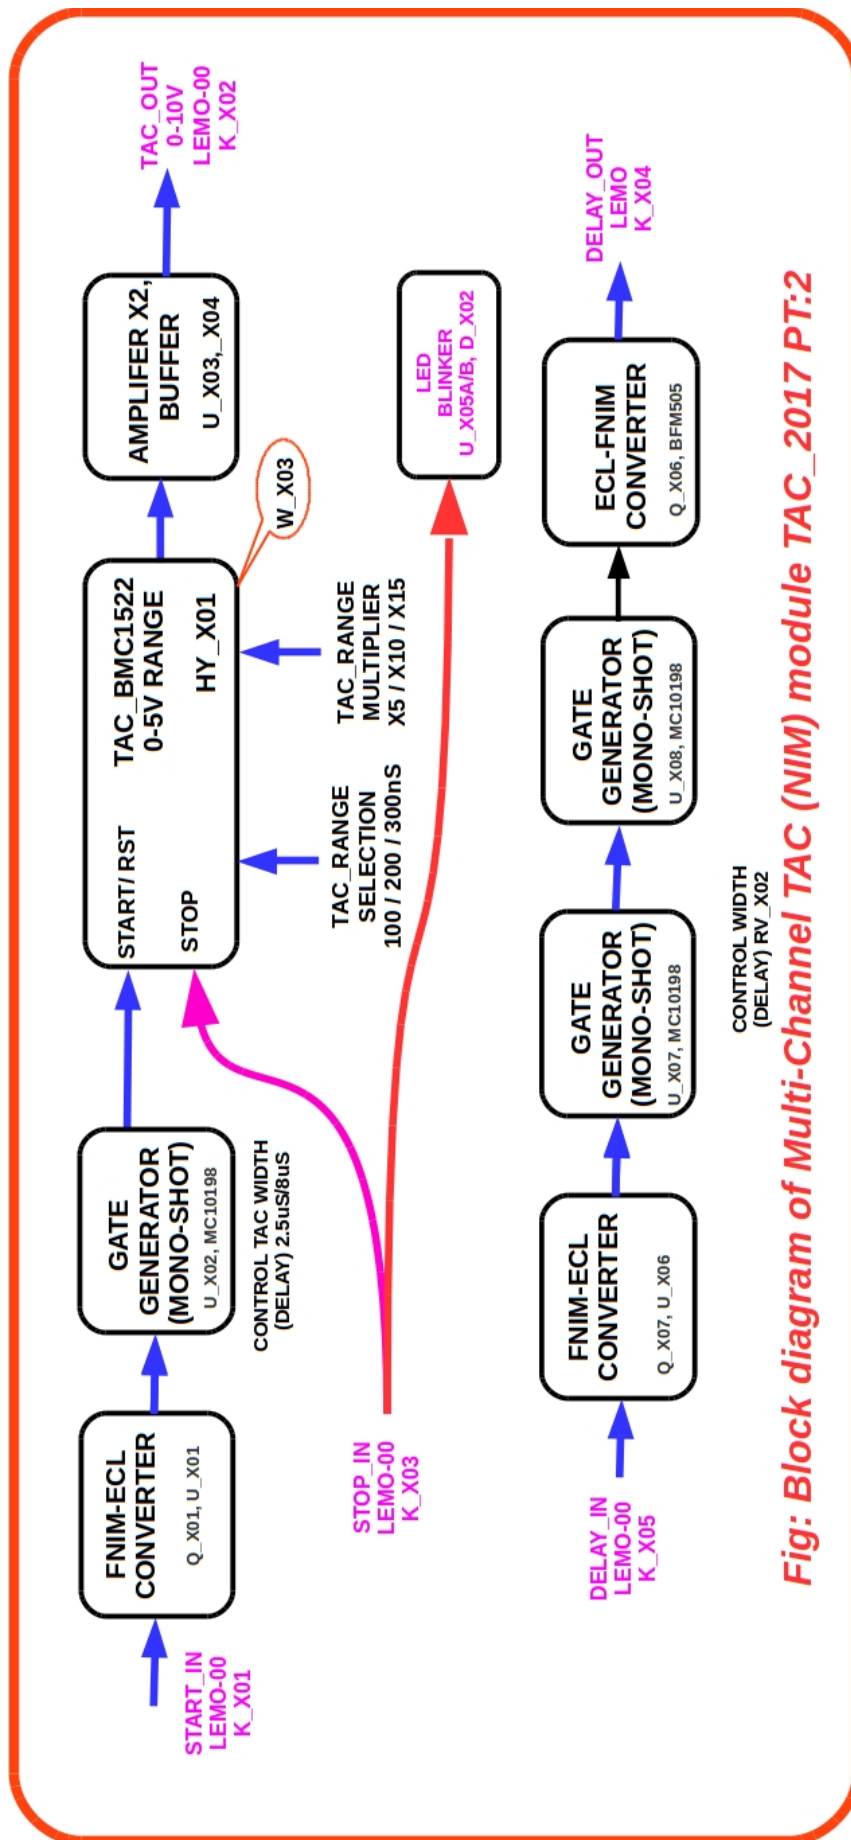 START_IN
LEMO-00
K_X01
FNIM-ECL
CONVERTER
Q_X01, U_X01
GATE
GENERATOR
(MONO-SHOT)
U_X02, MC10198
CONTROL TAC WIDTH
(DELAY) 2.5uS/8uS
START/ RST
STOP
TAC_BMC1522
0-5V RANGE
HY_X01
W_X03
TAC_RANGE
SELECTION
100 / 200 / 300nS
TAC_RANGE
MULTIPLIER
X5 / X10 / X15
AMPLIFER X2,
BUFFER
U_X03,_X04
TAC_OUT
0-10V
LEMO-00
K_X02
STOP_IN
LEMO-00
K_X03
LED
BLINKER
U_X05A/B, D_X02
DELAY_IN
LEMO-00
K_X05
FNIM-ECL
CONVERTER
Q_X07, U_X06
GATE
GENERATOR
(MONO-SHOT)
U_X07, MC10198
CONTROL WIDTH
(DELAY) RV_X02
GATE
GENERATOR
(MONO-SHOT)
U_X08, MC10198
ECL-FNIM
CONVERTER
Q_X06, BFM505
DELAY_OUT
LEMO
K_X04
Fig: Block diagram of Multi-Channel TAC (NIM) module TAC_2017 PT:2